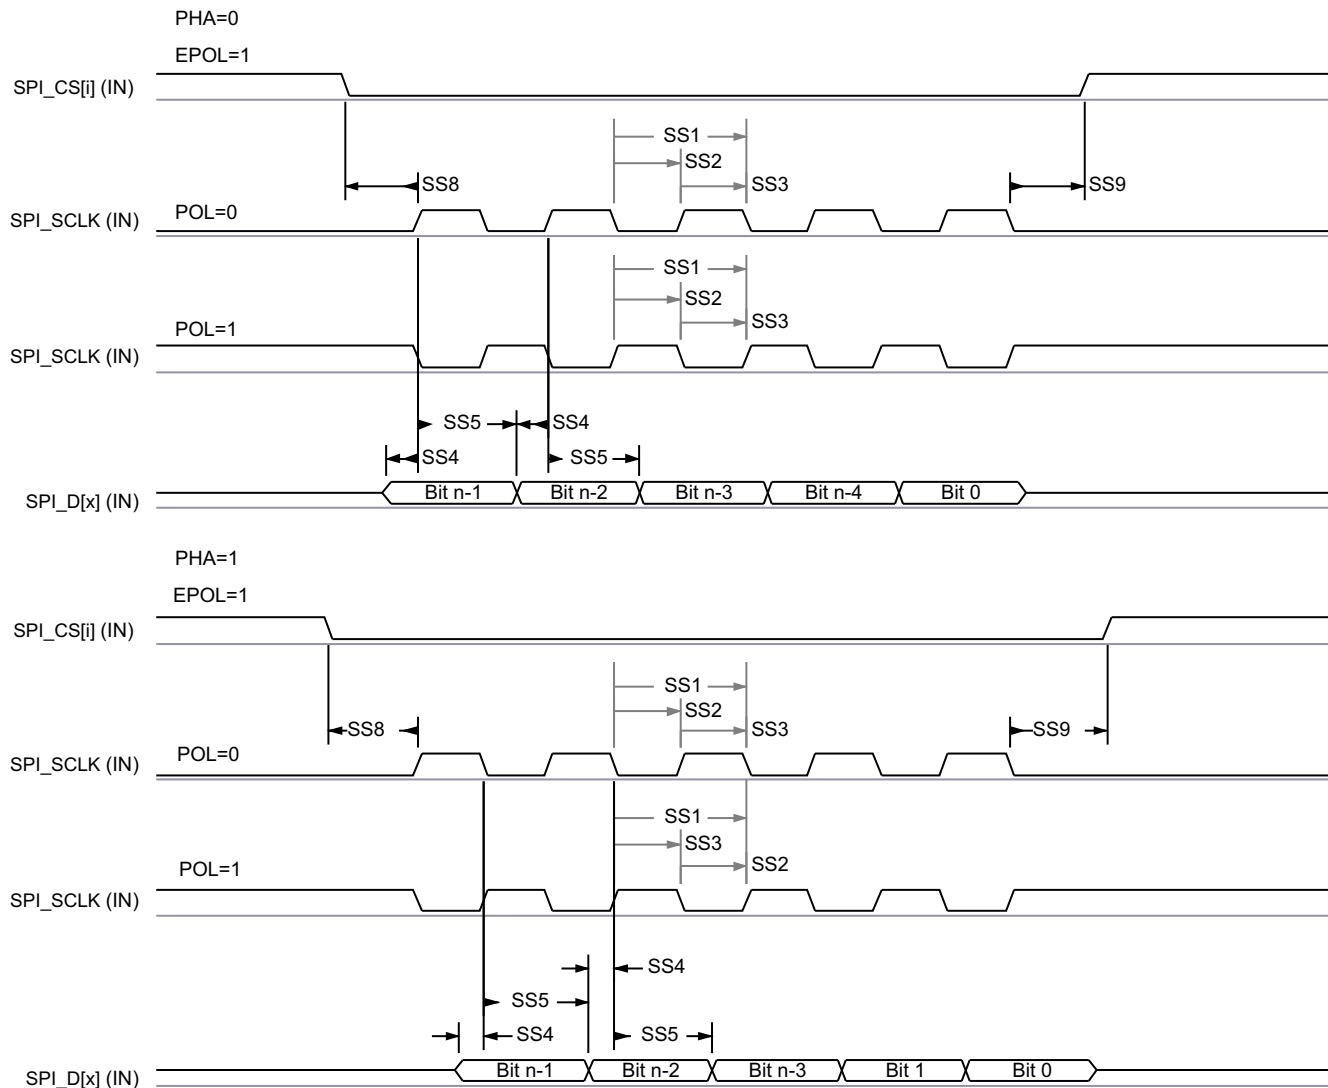 PHA=0
EPOL=1
SPI_CS[i] (IN)
SS1
SS2
SS8 SS3 SS9
POL=0
SPI_SCLK (IN)
SS1
SS2
SS3
POL=1
SPI_SCLK (IN)
SS5 SS4
SS4 SS5
SPI_D[x] (IN) Bit n-1 Bit n-2 Bit n-3 Bit n-4 Bit 0
PHA=1
EPOL=1
SPI_CS[i] (IN)
SS1
SS2
SS8 SS3 SS9
POL=0
SPI_SCLK (IN)
SS1
SS3
SS2
POL=1
SPI_SCLK (IN)
SS4
SS5
SS4 SS5
SPI_D[x] (IN) Bit n-1 Bit n-2 Bit n-3 Bit 1 Bit 0